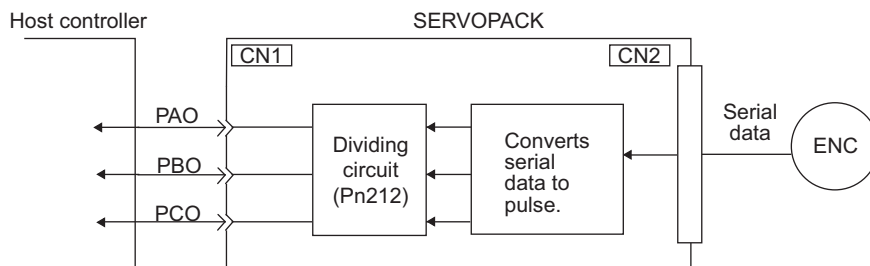 Host controller
SERVOPACK
CN1
CN2
PAO
PBO
PCO
Dividing
circuit
(Pn212)
Converts
serial
data to
pulse.
Serial
data
ENC